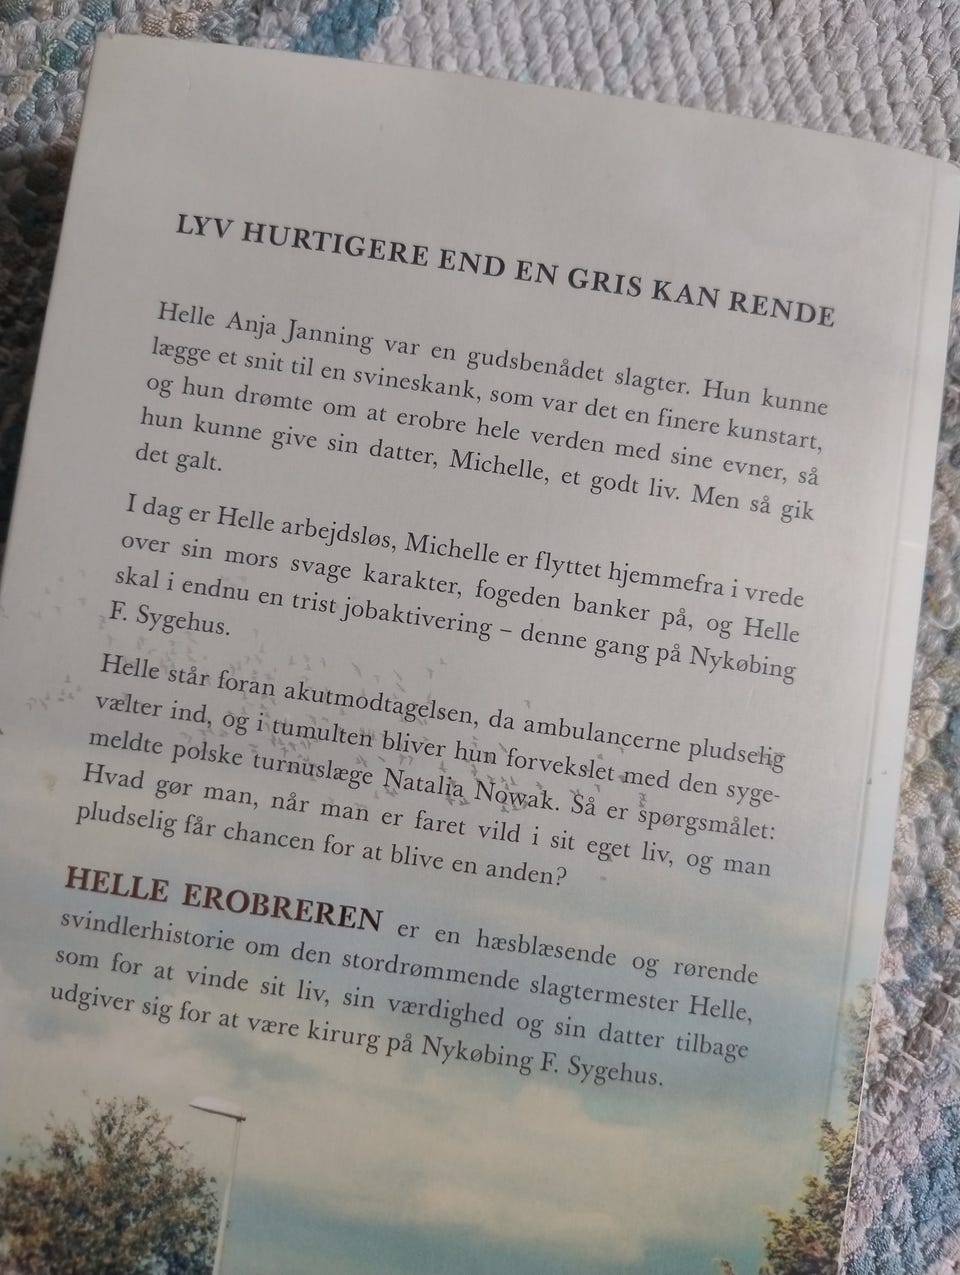 LYV HURTIGERE END EN GRIS KAN RENDE
Helle Anja Janning var en gudsbenådet slagter. Hun kunne
lægge et snit til en svineskank, som var det en finere kunstart,
og hun drømte om at erobre hele verden med sine evner, så
hun kunne give sin datter, Michelle, et godt liv. Men så gik
det galt.
I dag er Helle arbejdsløs, Michelle er flyttet hjemmefra i vrede
over sin mors svage karakter, fogeden banker på, og Helle
skal i endnu en trist jobaktivering – denne gang på Nykøbing
F. Sygehus.
Helle står foran akutmodtagelsen, da ambulancerne pludselig
vælter ind, og i tumulten bliver hun forvekslet med den syge-
meldte polske turnuslæge Natalia Nowak. Så er spørgsmålet:
Hvad gør man, når man er faret vild i sit eget liv, og man
pludselig får chancen for at blive en anden?
HELLE EROBREREN er en hæsblæsende og rørende
svindlerhistorie om den stordrømmende slagtermester Helle,
som for at vinde sit liv, sin værdighed og sin datter tilbage
udgiver sig for at være kirurg på Nykøbing F. Sygehus.